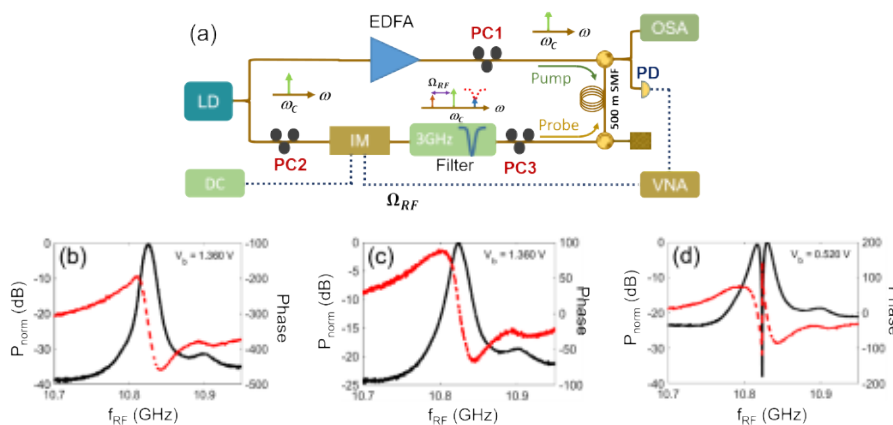 (a)
EDFA
PC1
ω_C
ω
OSA
LD
ω_C
ω
Pump
PD
Ω_RF
ω_C
ω
500 m SMF
Probe
PC2
IM
3GHz
Filter
PC3
DC
Ω_RF
VNA
(b)
V_b = 1.360 V
0
-10
-20
-30
-40
P_norm (dB)
-100
-200
-300
-400
-500
Phase
10.7
10.8
10.9
f_RF (GHz)
(c)
V_b = 1.360 V
0
-5
-10
-15
-20
-25
P_norm (dB)
100
50
0
-50
-100
Phase
10.7
10.8
10.9
f_RF (GHz)
(d)
V_b = 0.520 V
0
-10
-20
-30
-40
P_norm (dB)
200
100
0
-100
-200
Phase
10.7
10.8
10.9
f_RF (GHz)